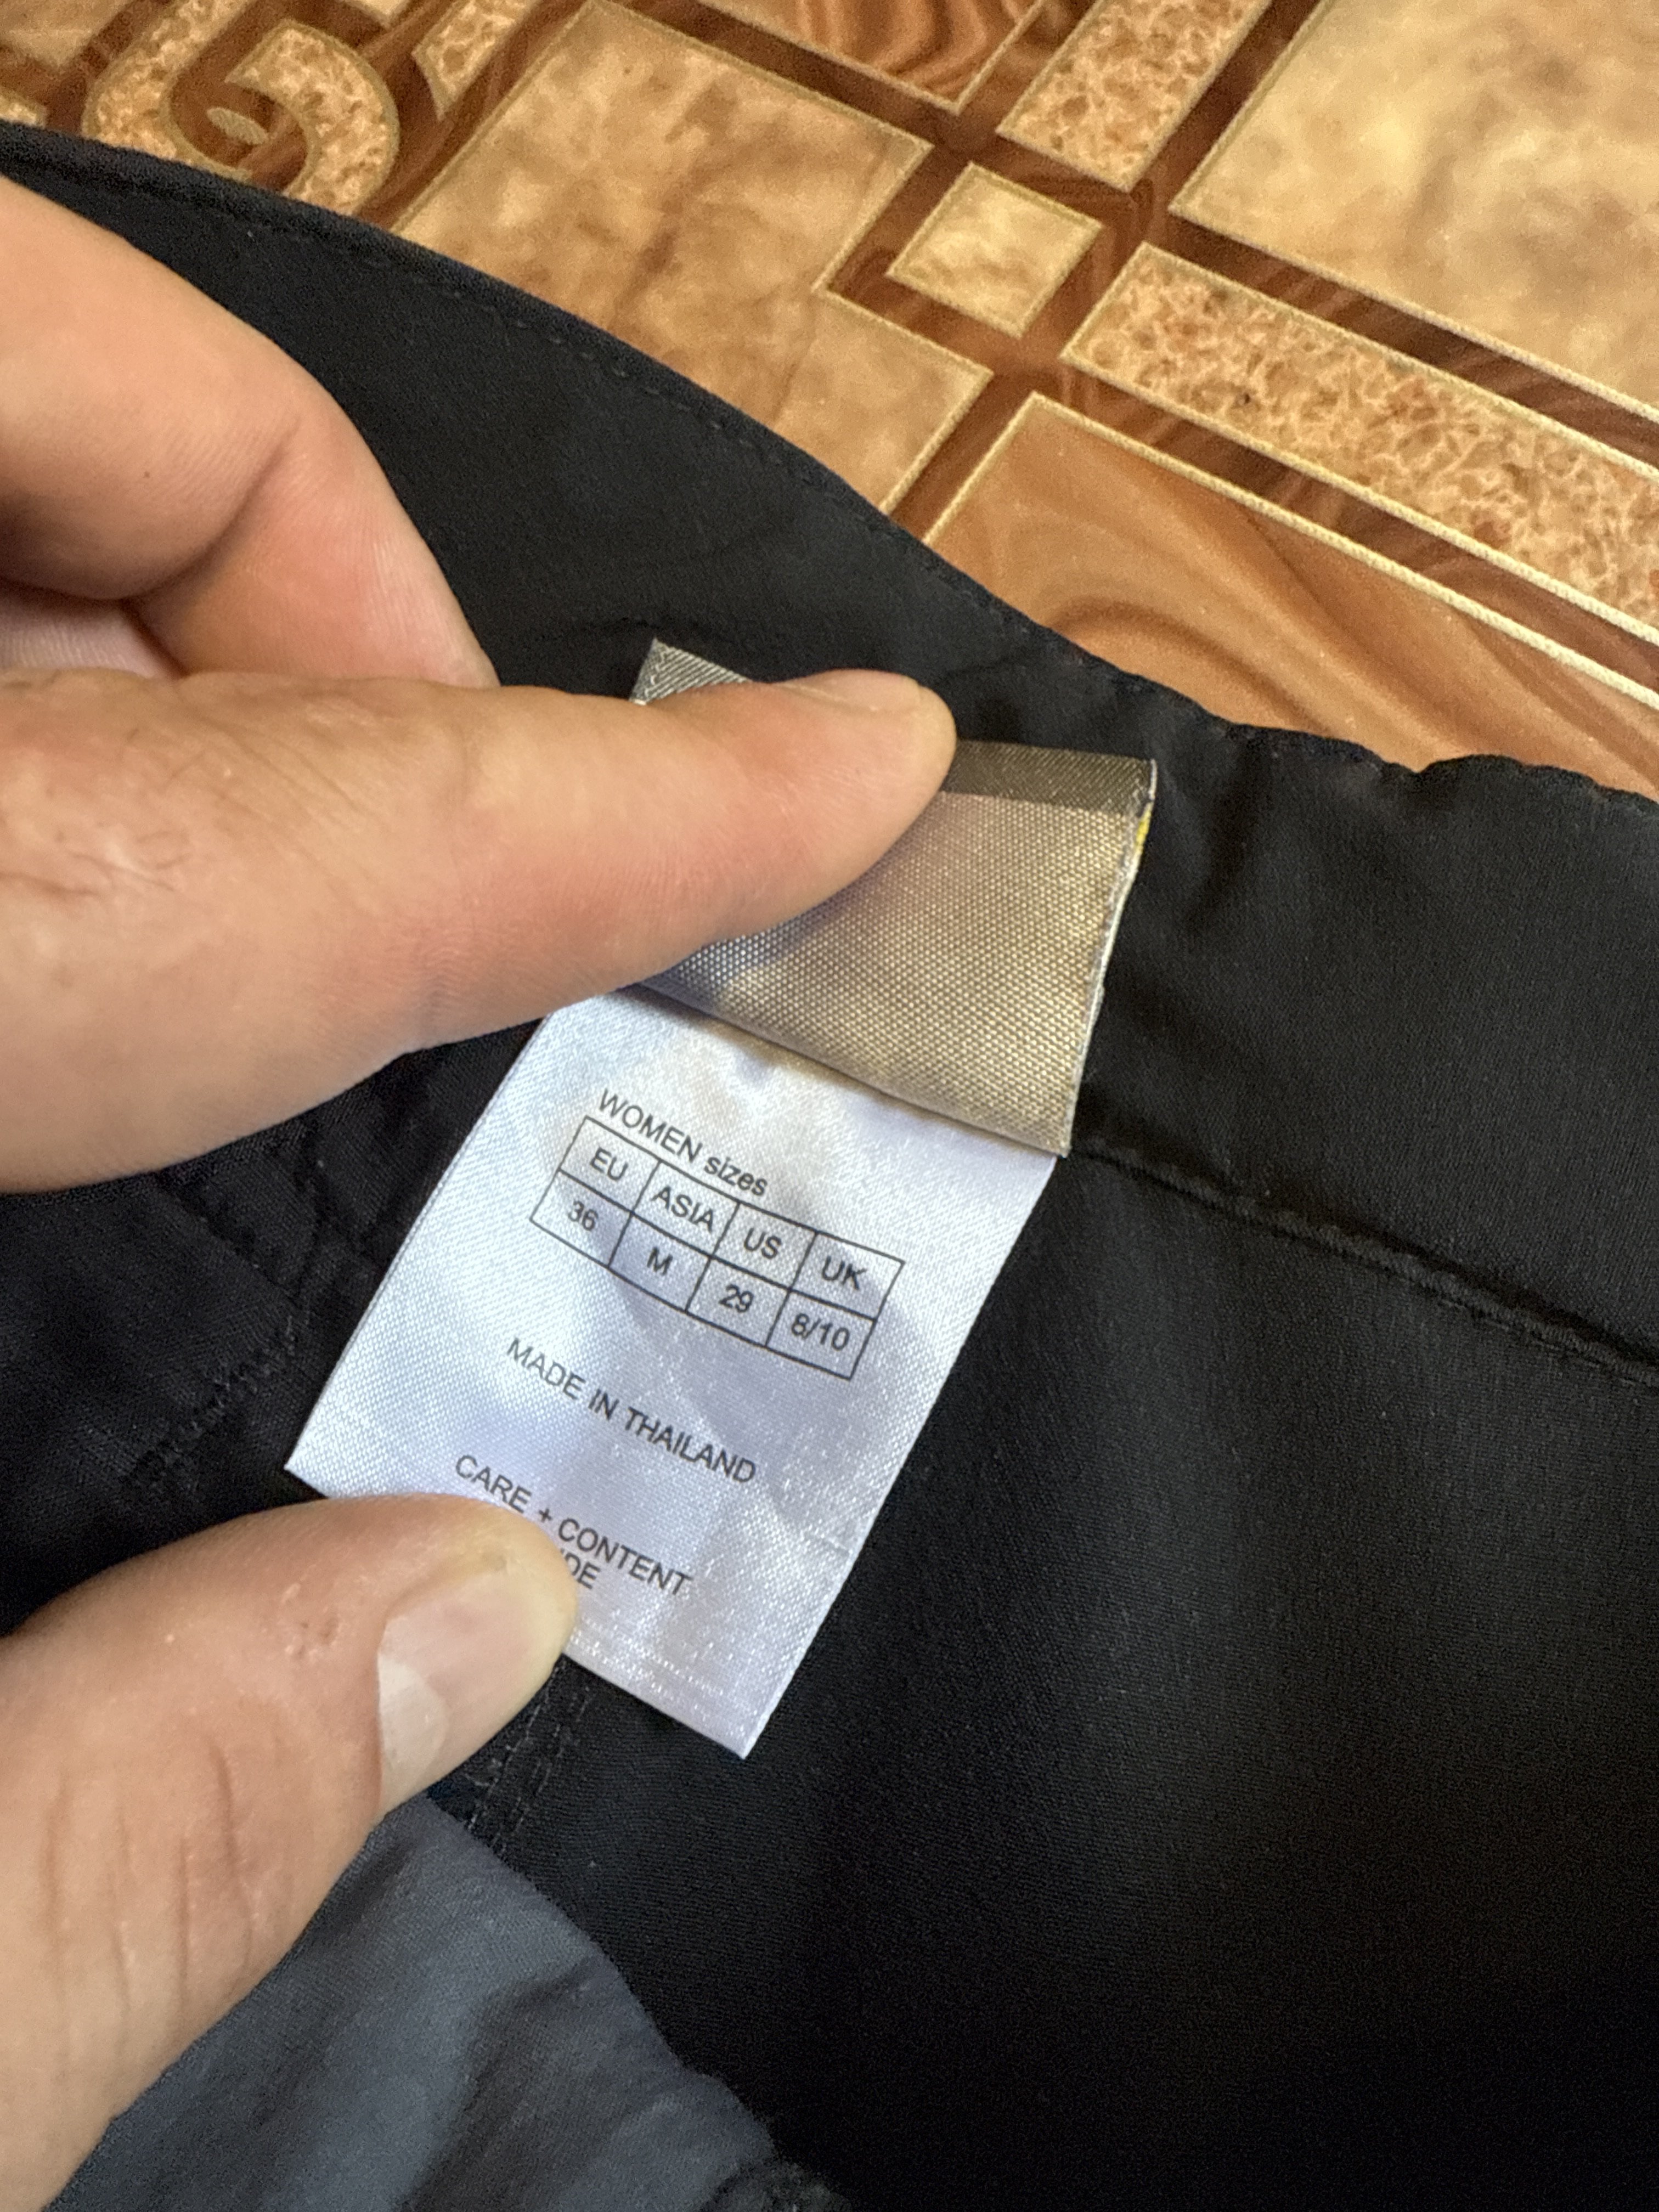 WOMEN sizes
EU ASIA US UK
36 M 29 8/10
MADE IN THAILAND
CARE + CONTENT